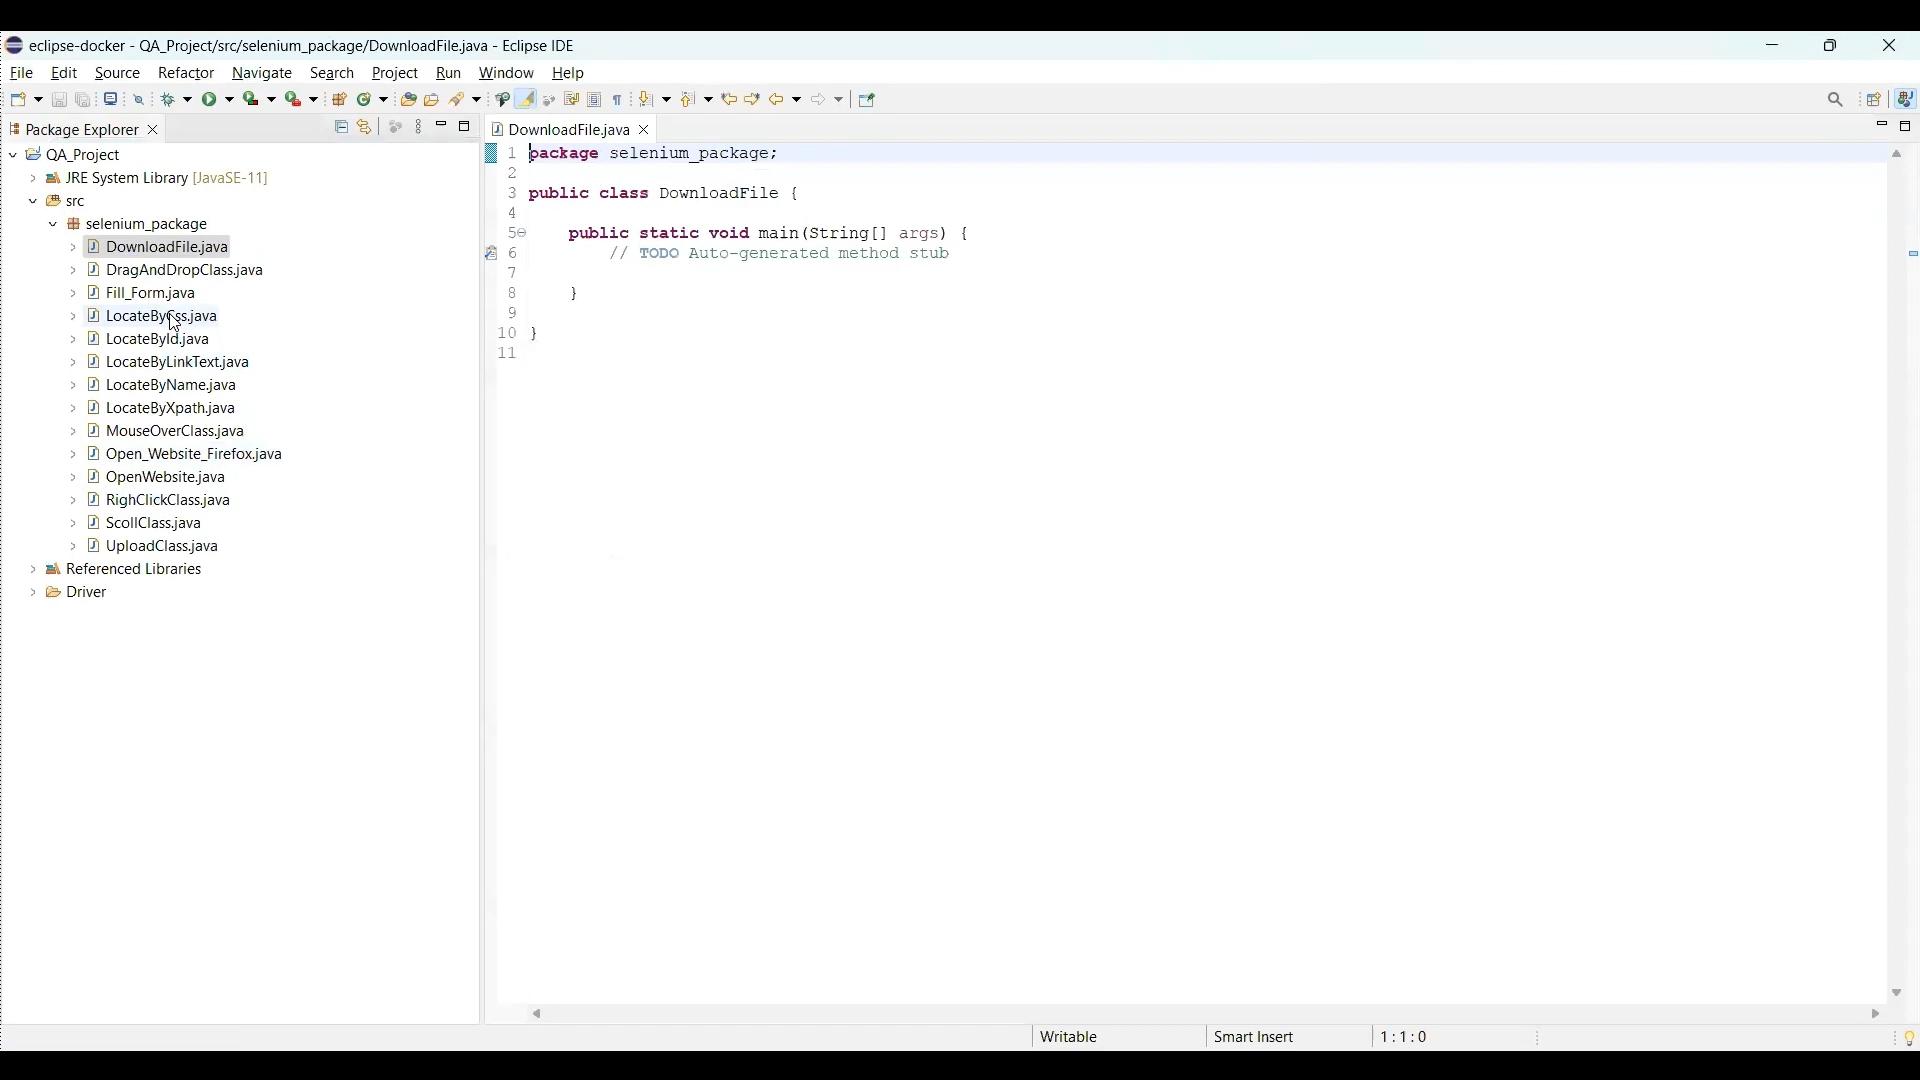 eclipse-docker - QA_Project/src/selenium_package/DownloadFile.java - Eclipse IDE
File Edit Source Refactor Navigate Search Project Run Window Help
Package Explorer
QA_Project
JRE System Library [JavaSE-11]
src
selenium_package
DownloadFile.java
DragAndDropClass.java
Fill_Form.java
LocateByCss.java
LocateById.java
LocateByLinkText.java
LocateByName.java
LocateByXpath.java
MouseOverClass.java
Open_Website_Firefox.java
OpenWebsite.java
RighClickClass.java
ScollClass.java
UploadClass.java
Referenced Libraries
Driver
DownloadFile.java
1 package selenium_package;
2
3 public class DownloadFile {
4
5 public static void main(String[] args) {
6 // TODO Auto-generated method stub
7
8 }
9
10 }
11
Writable Smart Insert 1 : 1 : 0